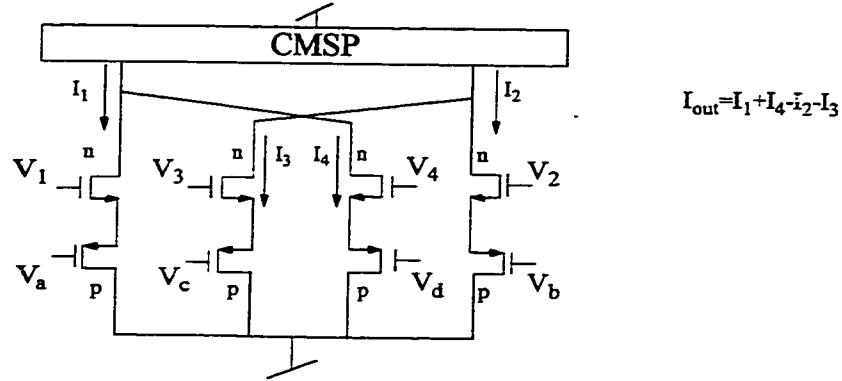 CMSP
I₁ I₂
Iout=I₁+I₄-I₂-I₃
n n I₃ I₄ n n
V₁ V₃ V₄ V₂
Va Vc Vd Vb
p p p p